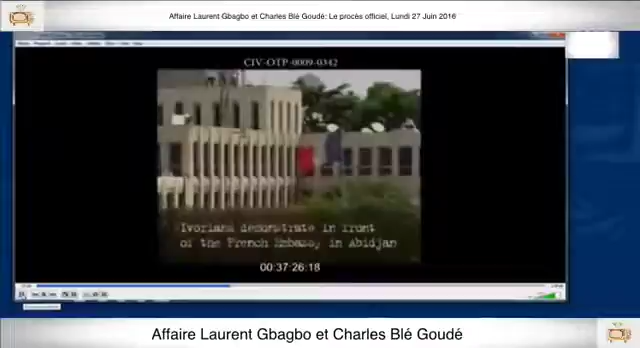 Affaire Laurent Gbagbo et Charles Blé Goudé: Le procès officiel, Lundi 27 Juin 2016
CIV-OTP-0009-0342
Ivorians demonstrate in front
of the French Embassy in Abidjan
00:37:26:18
Affaire Laurent Gbagbo et Charles Blé Goudé